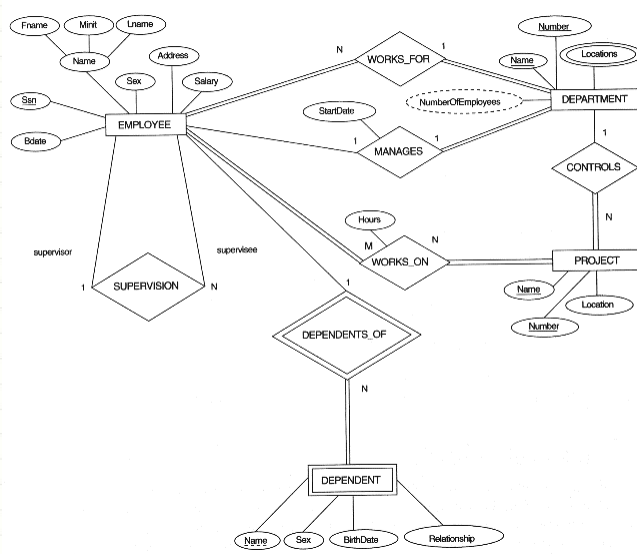 Fname
Minit
Lname
Number
Name
Address
N
WORKS_FOR
1
Name
Locations
Sex
Salary
Ssn
StartDate
NumberOfEmployees
DEPARTMENT
EMPLOYEE
Bdate
1
MANAGES
1
1
CONTROLS
Hours
N
supervisor
supervisee
M
N
WORKS_ON
PROJECT
1
SUPERVISION
N
1
Name
Location
Number
DEPENDENTS_OF
N
DEPENDENT
Name
Sex
BirthDate
Relationship